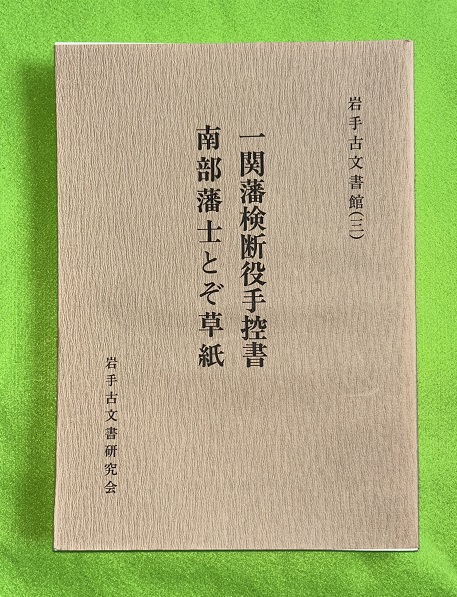 岩手古文書館(三)
一関藩検断役手控書
南部藩士とぞ草紙
岩手古文書研究会